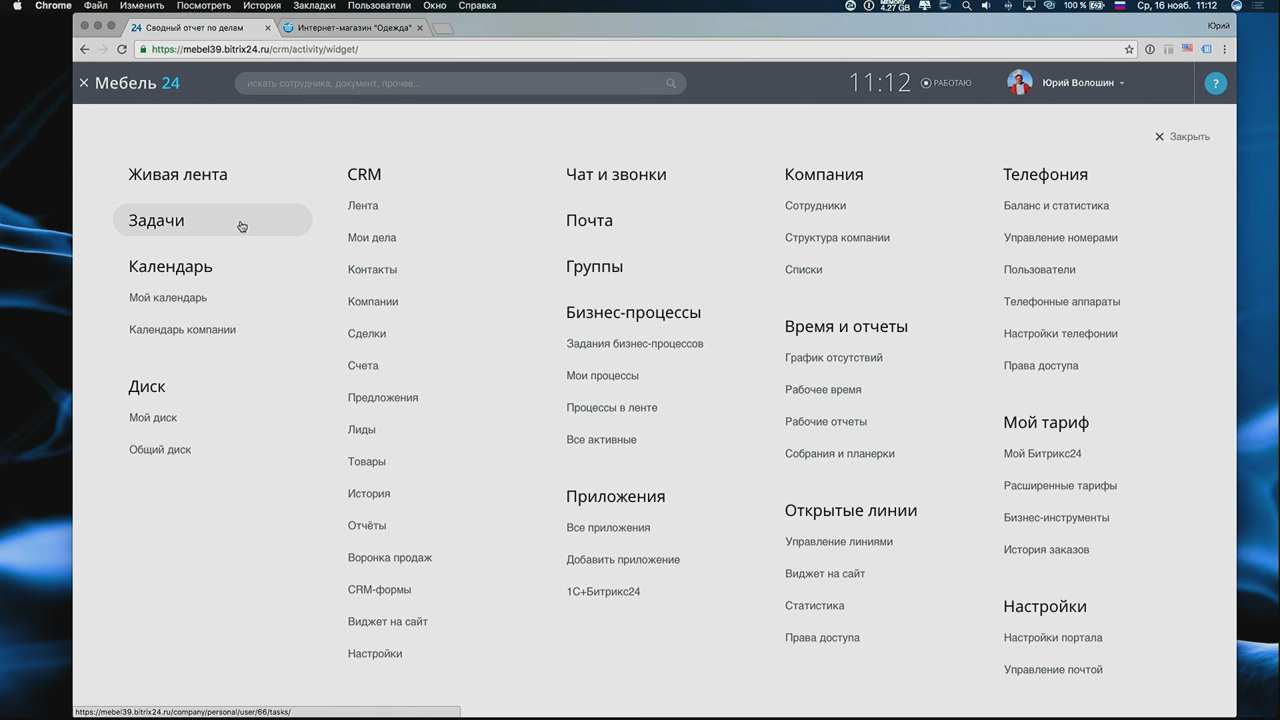 Chrome Файл Изменить Посмотреть История Закладки Пользователи Окно Справка
MEMORY
4.27 GB
100 % Ср, 16 нояб. 11:12
24 Сводный отчет по делам
Интернет-магазин "Одежда"
Юрий
https://mebel39.bitrix24.ru/crm/activity/widget/
Мебель 24
искать сотрудника, документ, прочее...
11:12 РАБОТАЮ
Юрий Волошин
?
Закрыть
Живая лента
Задачи
Календарь
Мой календарь
Календарь компании
Диск
Мой диск
Общий диск
CRM
Лента
Мои дела
Контакты
Компании
Сделки
Счета
Предложения
Лиды
Товары
История
Отчёты
Воронка продаж
CRM-формы
Виджет на сайт
Настройки
Чат и звонки
Почта
Группы
Бизнес-процессы
Задания бизнес-процессов
Мои процессы
Процессы в ленте
Все активные
Приложения
Все приложения
Добавить приложение
1С+Битрикс24
Компания
Сотрудники
Структура компании
Списки
Время и отчеты
График отсутствий
Рабочее время
Рабочие отчеты
Собрания и планерки
Открытые линии
Управление линиями
Виджет на сайт
Статистика
Права доступа
Телефония
Баланс и статистика
Управление номерами
Пользователи
Телефонные аппараты
Настройки телефонии
Права доступа
Мой тариф
Мой Битрикс24
Расширенные тарифы
Бизнес-инструменты
История заказов
Настройки
Настройки портала
Управление почтой
https://mebel39.bitrix24.ru/company/personal/user/66/tasks/